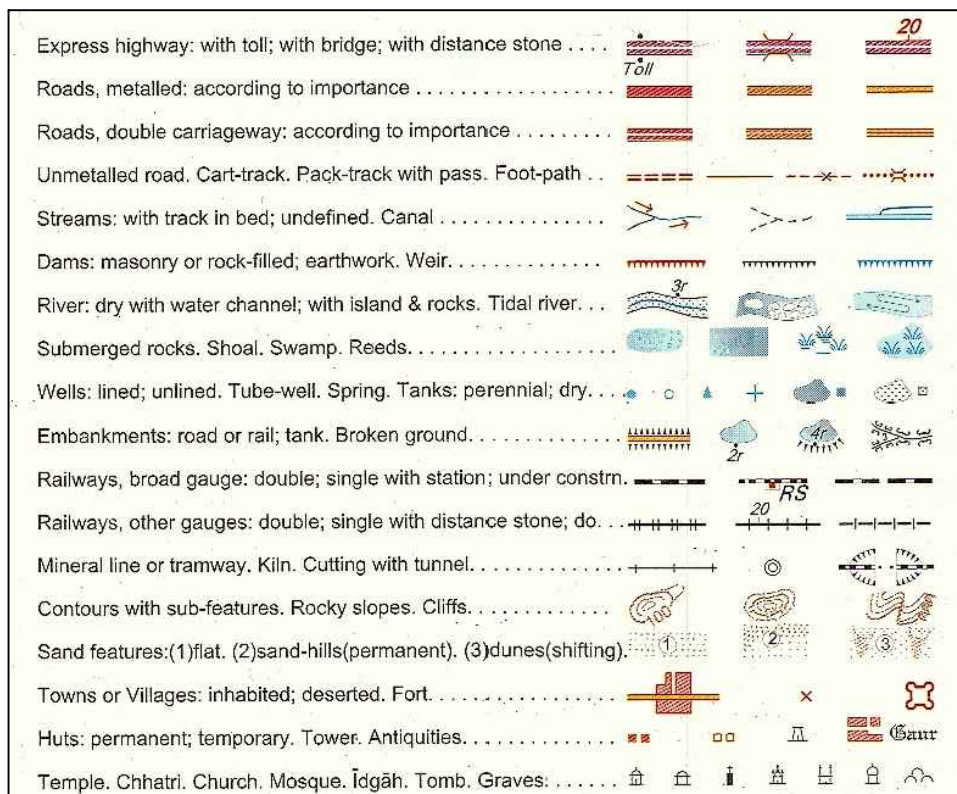 Express highway: with toll; with bridge; with distance stone . . . . Toll 20
Roads, metalled: according to importance . . . . . . . . . . . . . . . . .
Roads, double carriageway: according to importance . . . . . . . . .
Unmetalled road. Cart-track. Pack-track with pass. Foot-path . .
Streams: with track in bed; undefined. Canal . . . . . . . . . . . . . .
Dams: masonry or rock-filled; earthwork. Weir. . . . . . . . . . . . . .
River: dry with water channel; with island & rocks. Tidal river. . . 3r
Submerged rocks. Shoal. Swamp. Reeds. . . . . . . . . . . . . . . . . .
Wells: lined; unlined. Tube-well. Spring. Tanks: perennial; dry. . .
Embankments: road or rail; tank. Broken ground. . . . . . . . . . . . 2r 4r
Railways, broad gauge: double; single with station; under constrn. RS
Railways, other gauges: double; single with distance stone; do. . . 20
Mineral line or tramway. Kiln. Cutting with tunnel. . . . . . . . . . . .
Contours with sub-features. Rocky slopes. Cliffs. . . . . . . . . . . . .
Sand features:(1)flat. (2)sand-hills(permanent). (3)dunes(shifting). 1 2 3
Towns or Villages: inhabited; deserted. Fort. . . . . . . . . . . . . . . .
Huts: permanent; temporary. Tower. Antiquities. . . . . . . . . . . . . Gaur
Temple. Chhatri. Church. Mosque. Īdgāh. Tomb. Graves: . . . . . .